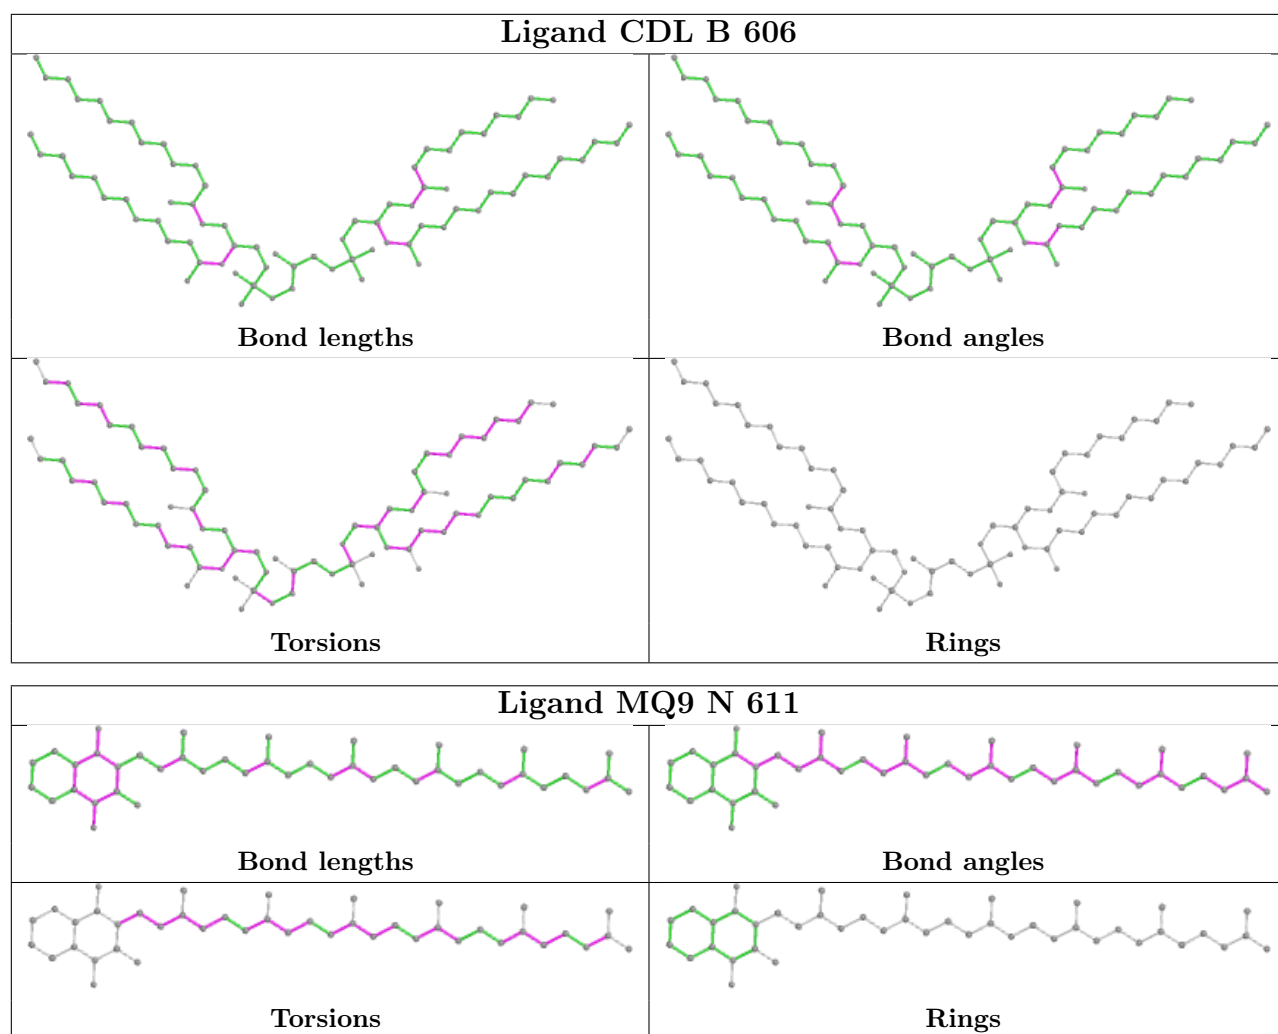 Ligand CDL B 606
Bond lengths
Bond angles
Torsions
Rings
Ligand MQ9 N 611
Bond lengths
Bond angles
Torsions
Rings